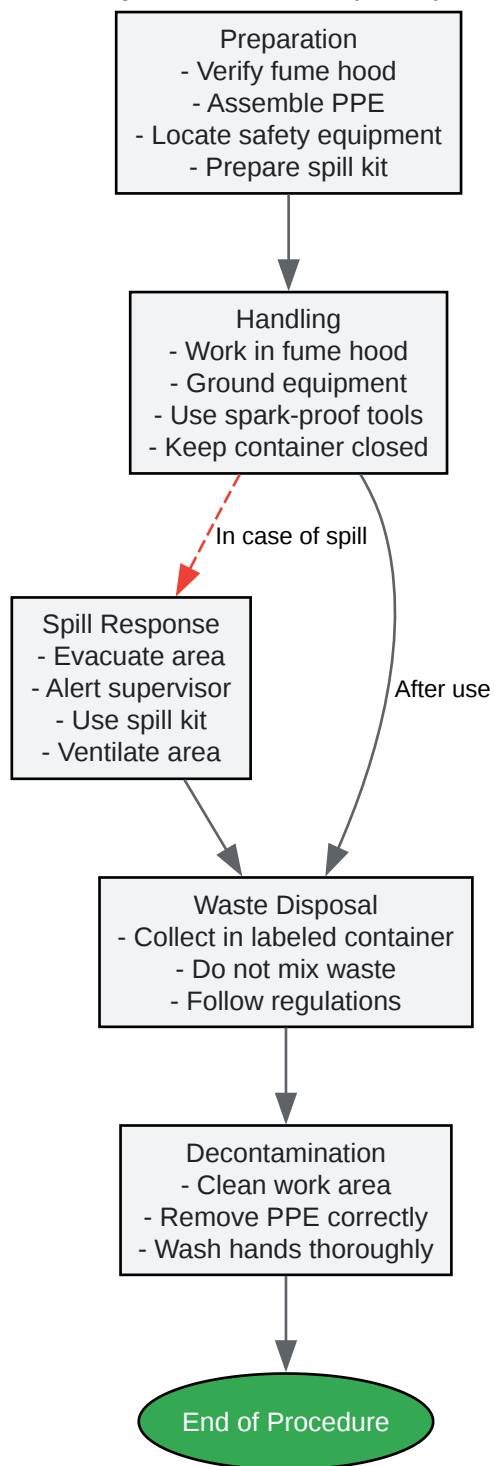 Preparation
- Verify fume hood
- Assemble PPE
- Locate safety equipment
- Prepare spill kit
Handling
- Work in fume hood
- Ground equipment
- Use spark-proof tools
- Keep container closed
In case of spill
Spill Response
- Evacuate area
- Alert supervisor
- Use spill kit
- Ventilate area
After use
Waste Disposal
- Collect in labeled container
- Do not mix waste
- Follow regulations
Decontamination
- Clean work area
- Remove PPE correctly
- Wash hands thoroughly
End of Procedure